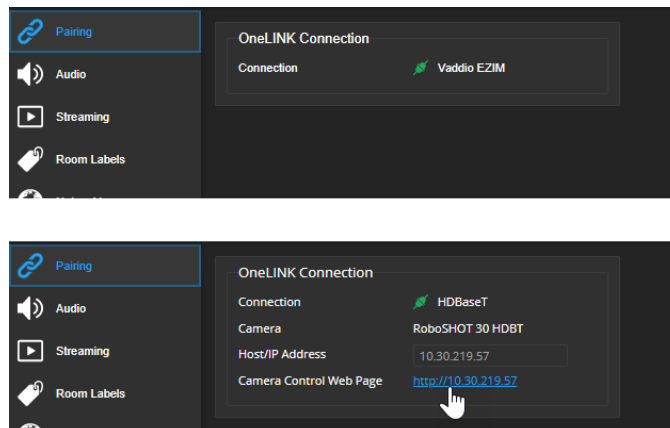 Pairing
OneLINK Connection
Connection Vaddio EZIM
Audio
Streaming
Room Labels
Pairing
OneLINK Connection
Connection HDBaseT
Audio
Camera RoboSHOT 30 HDBT
Streaming
Host/IP Address 10.30.219.57
Camera Control Web Page http://10.30.219.57
Room Labels